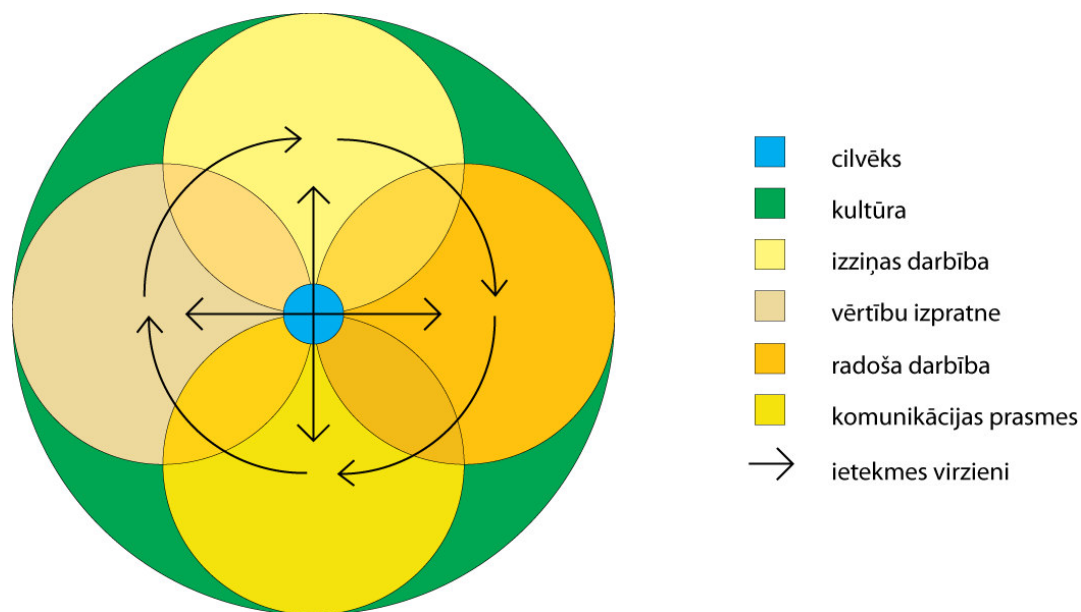 cilvēks
kultūra
izziņas darbība
vērtību izpratne
radoša darbība
komunikācijas prasmes
ietekmes virzieni